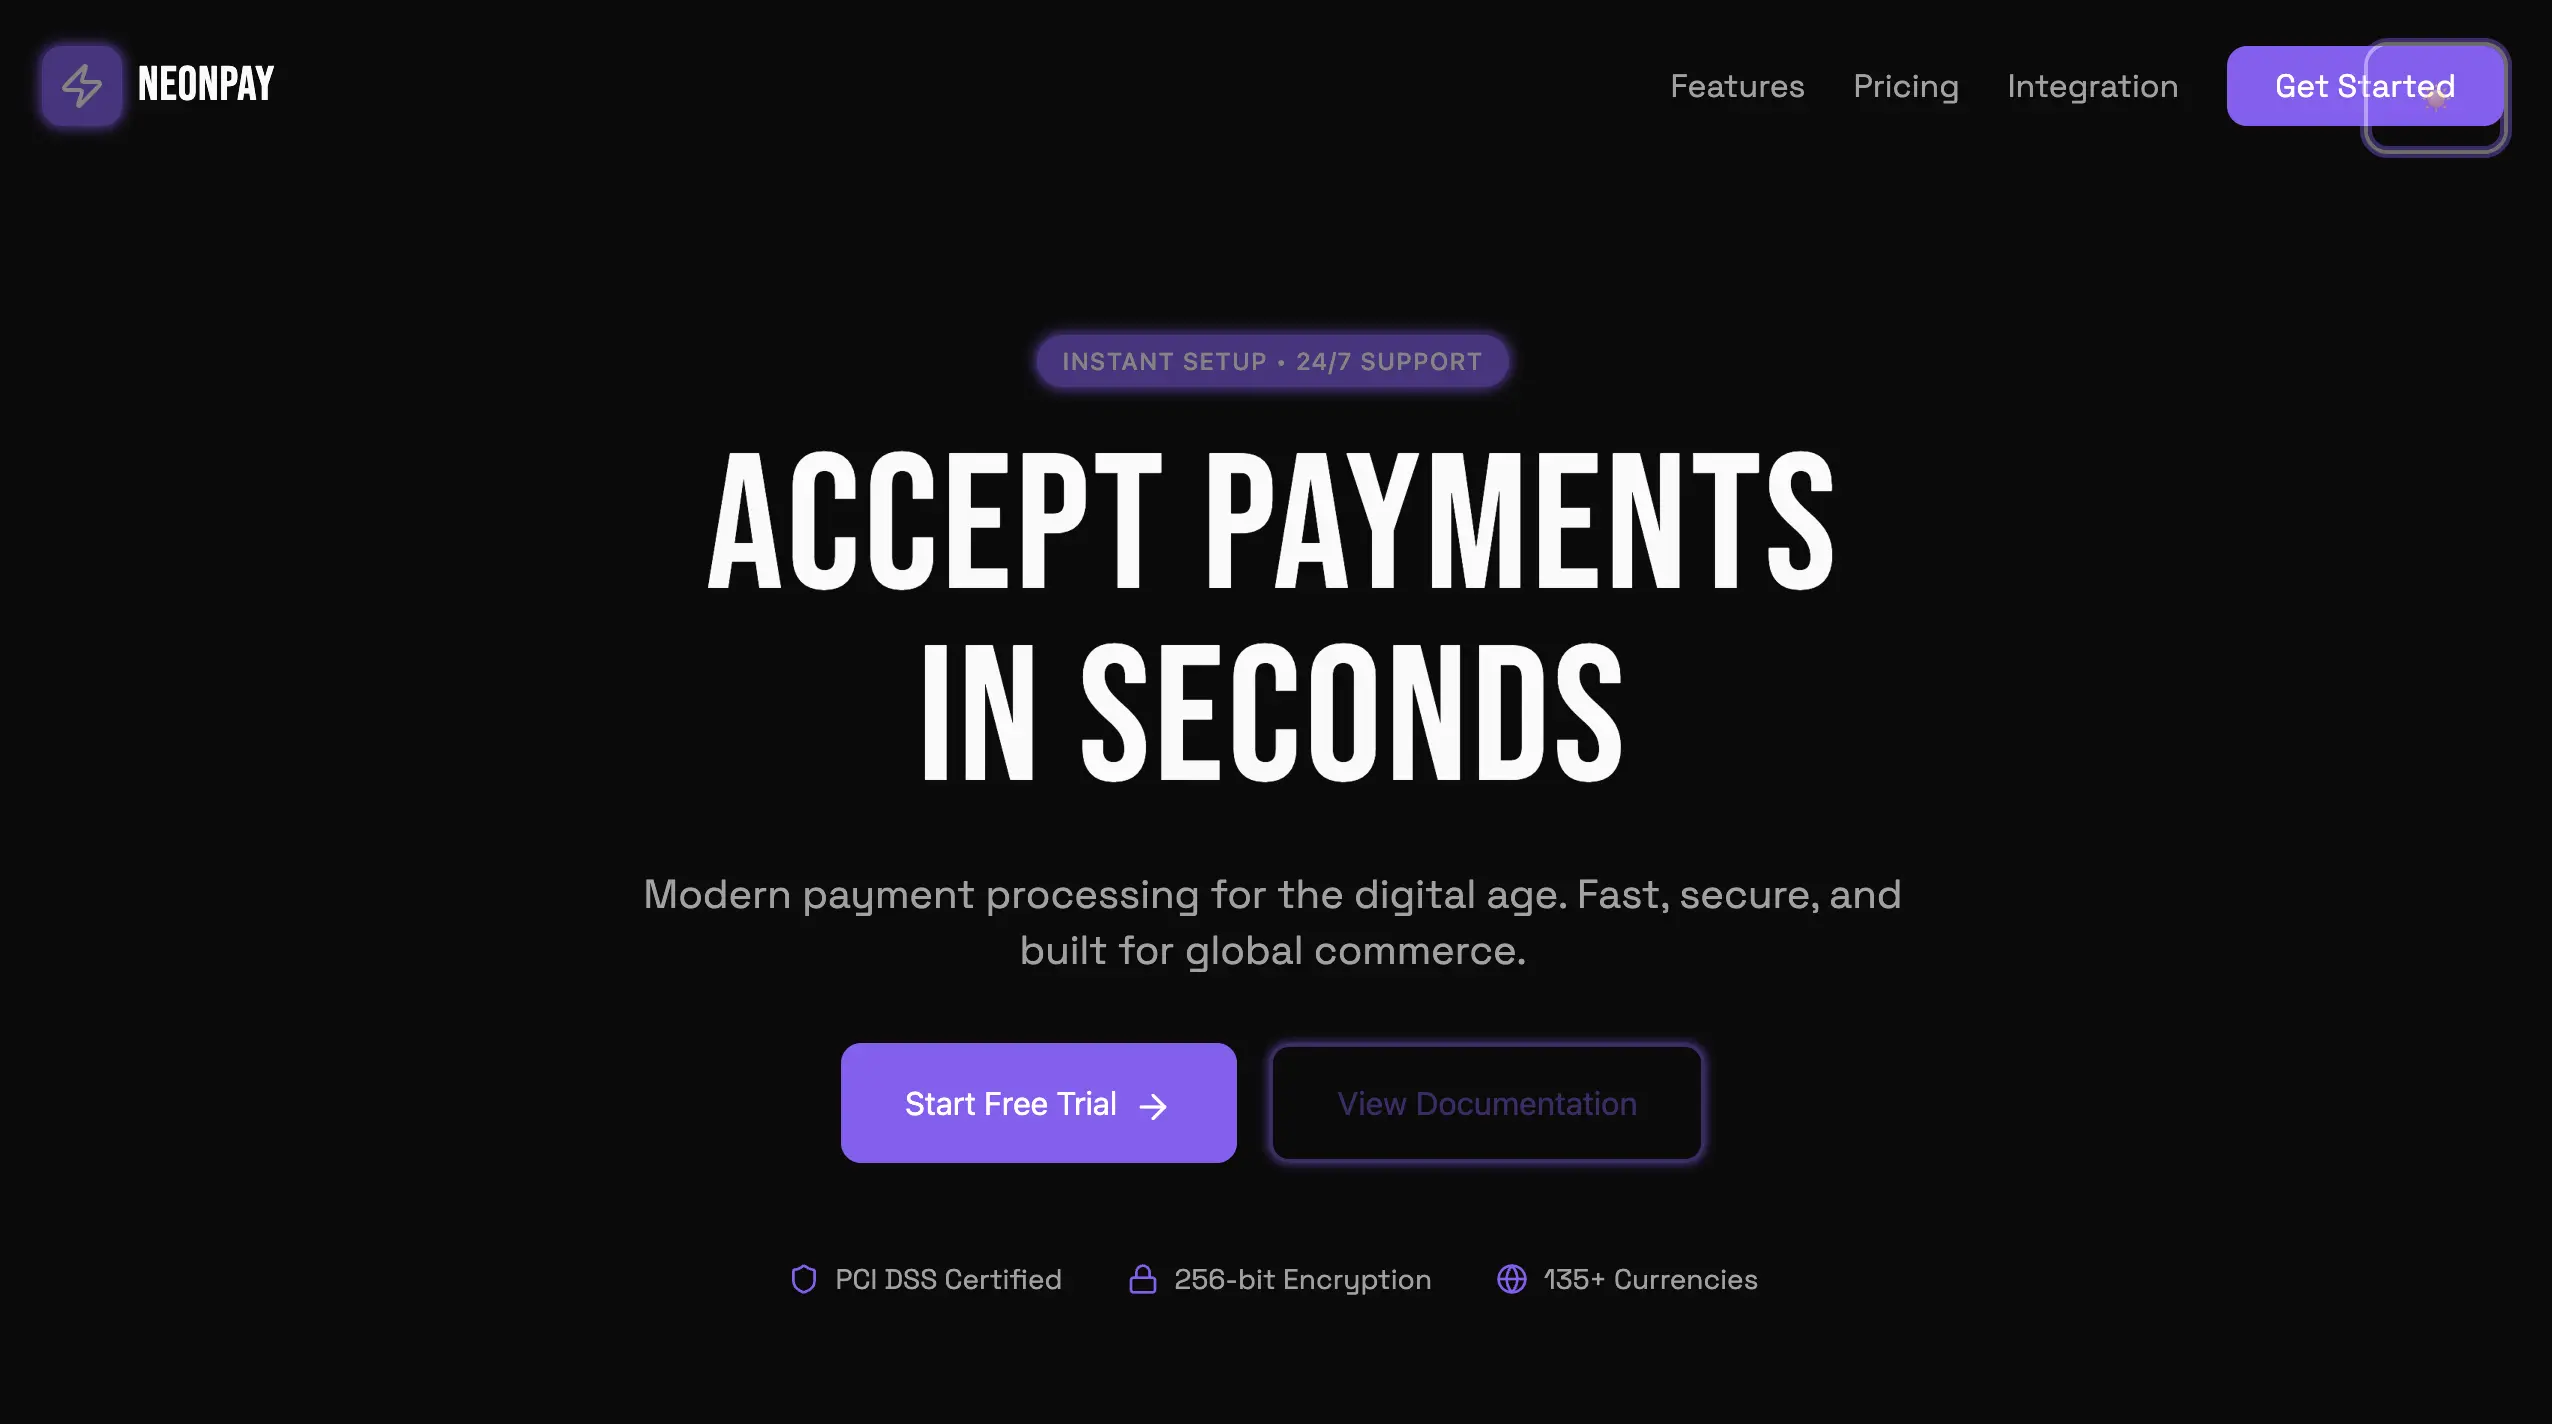 NEONPAY
Features
Pricing
Integration
Get Started
INSTANT SETUP • 24/7 SUPPORT
ACCEPT PAYMENTS
IN SECONDS
Modern payment processing for the digital age. Fast, secure, and
built for global commerce.
Start Free Trial →
View Documentation
PCI DSS Certified
256-bit Encryption
135+ Currencies